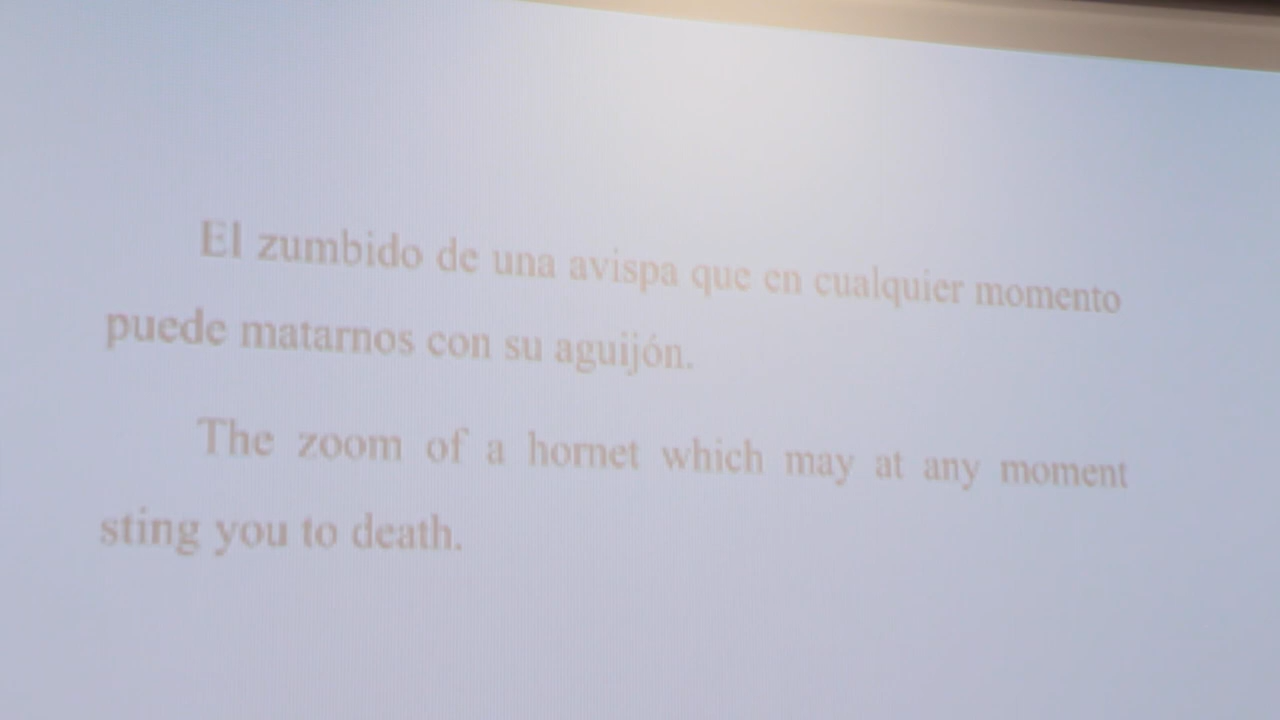 El zumbido de una avispa que en cualquier momento
puede matarnos con su aguijón.
The zoom of a hornet which may at any moment
sting you to death.